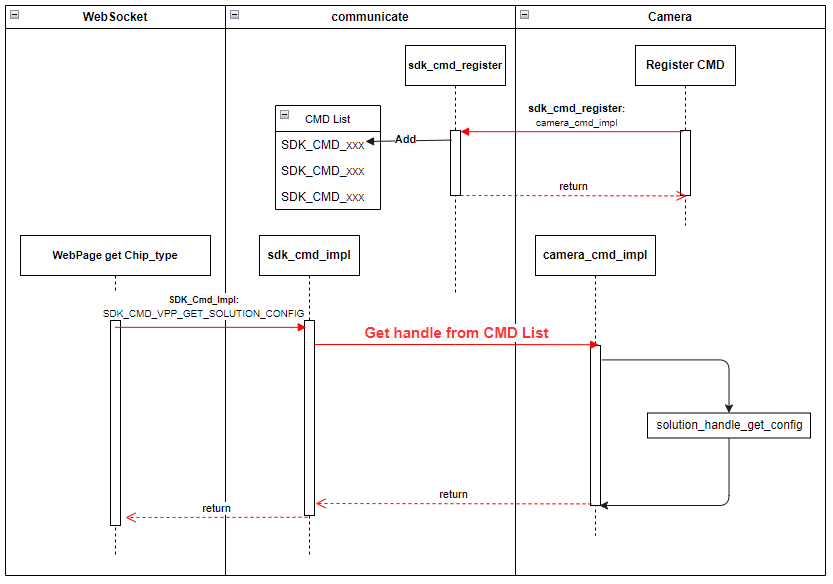 WebSocket
communicate
Camera
sdk_cmd_register
Register CMD
sdk_cmd_register:
camera_cmd_impl
CMD List
Add
SDK_CMD_XXX
SDK_CMD_XXX
SDK_CMD_XXX
return
WebPage get Chip_type
sdk_cmd_impl
camera_cmd_impl
SDK_Cmd_Impl:
SDK_CMD_VPP_GET_SOLUTION_CONFIG
Get handle from CMD List
solution_handle_get_config
return
return